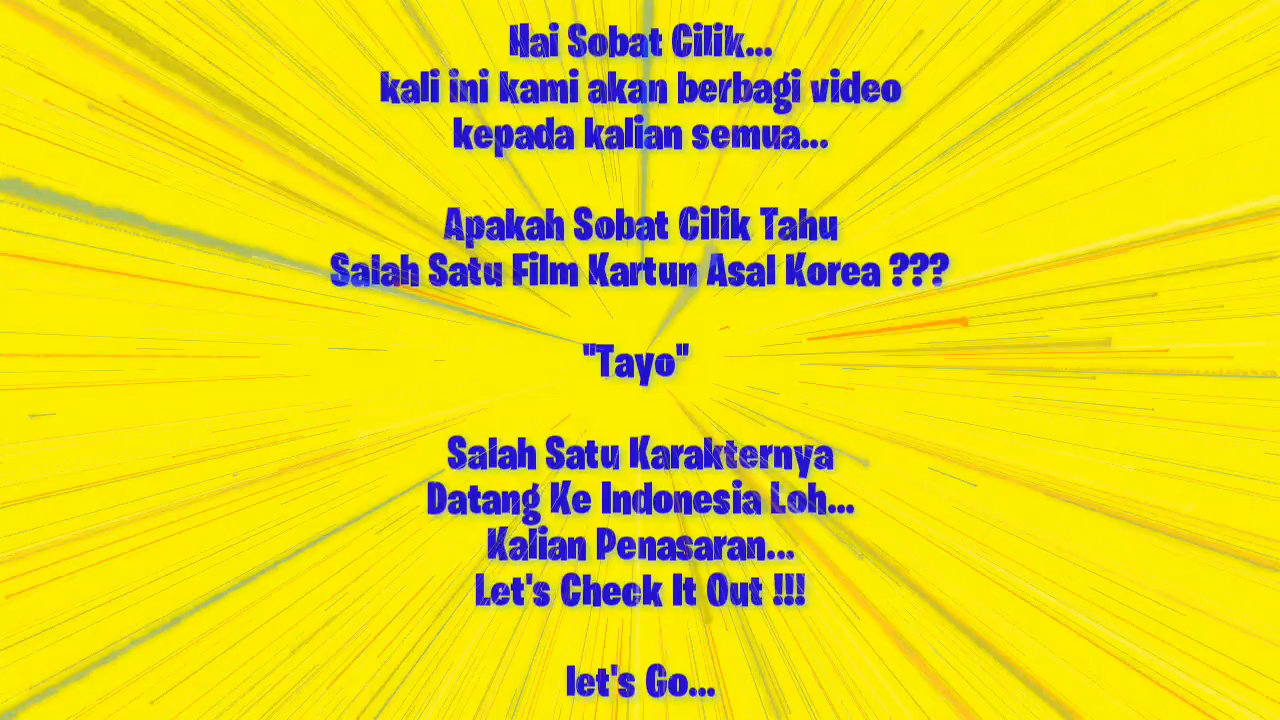 Hai Sobat Cilik...
kali ini kami akan berbagi video
kepada kalian semua...
Apakah Sobat Cilik Tahu
Salah Satu Film Kartun Asal Korea ???
"Tayo"
Salah Satu Karakternya
Datang Ke Indonesia Loh...
Kalian Penasaran...
Let's Check It Out !!!
let's Go...